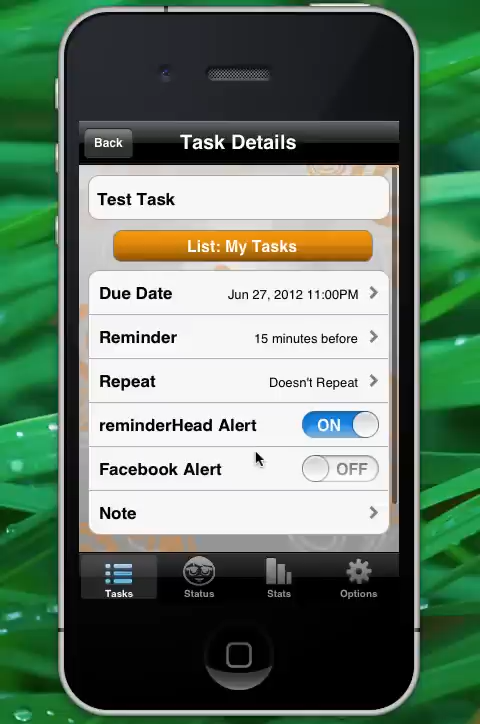 Back
Task Details
Test Task
List: My Tasks
Due Date Jun 27, 2012 11:00PM
Reminder 15 minutes before
Repeat Doesn't Repeat
reminderHead Alert ON
Facebook Alert OFF
Note
Tasks Status Stats Options